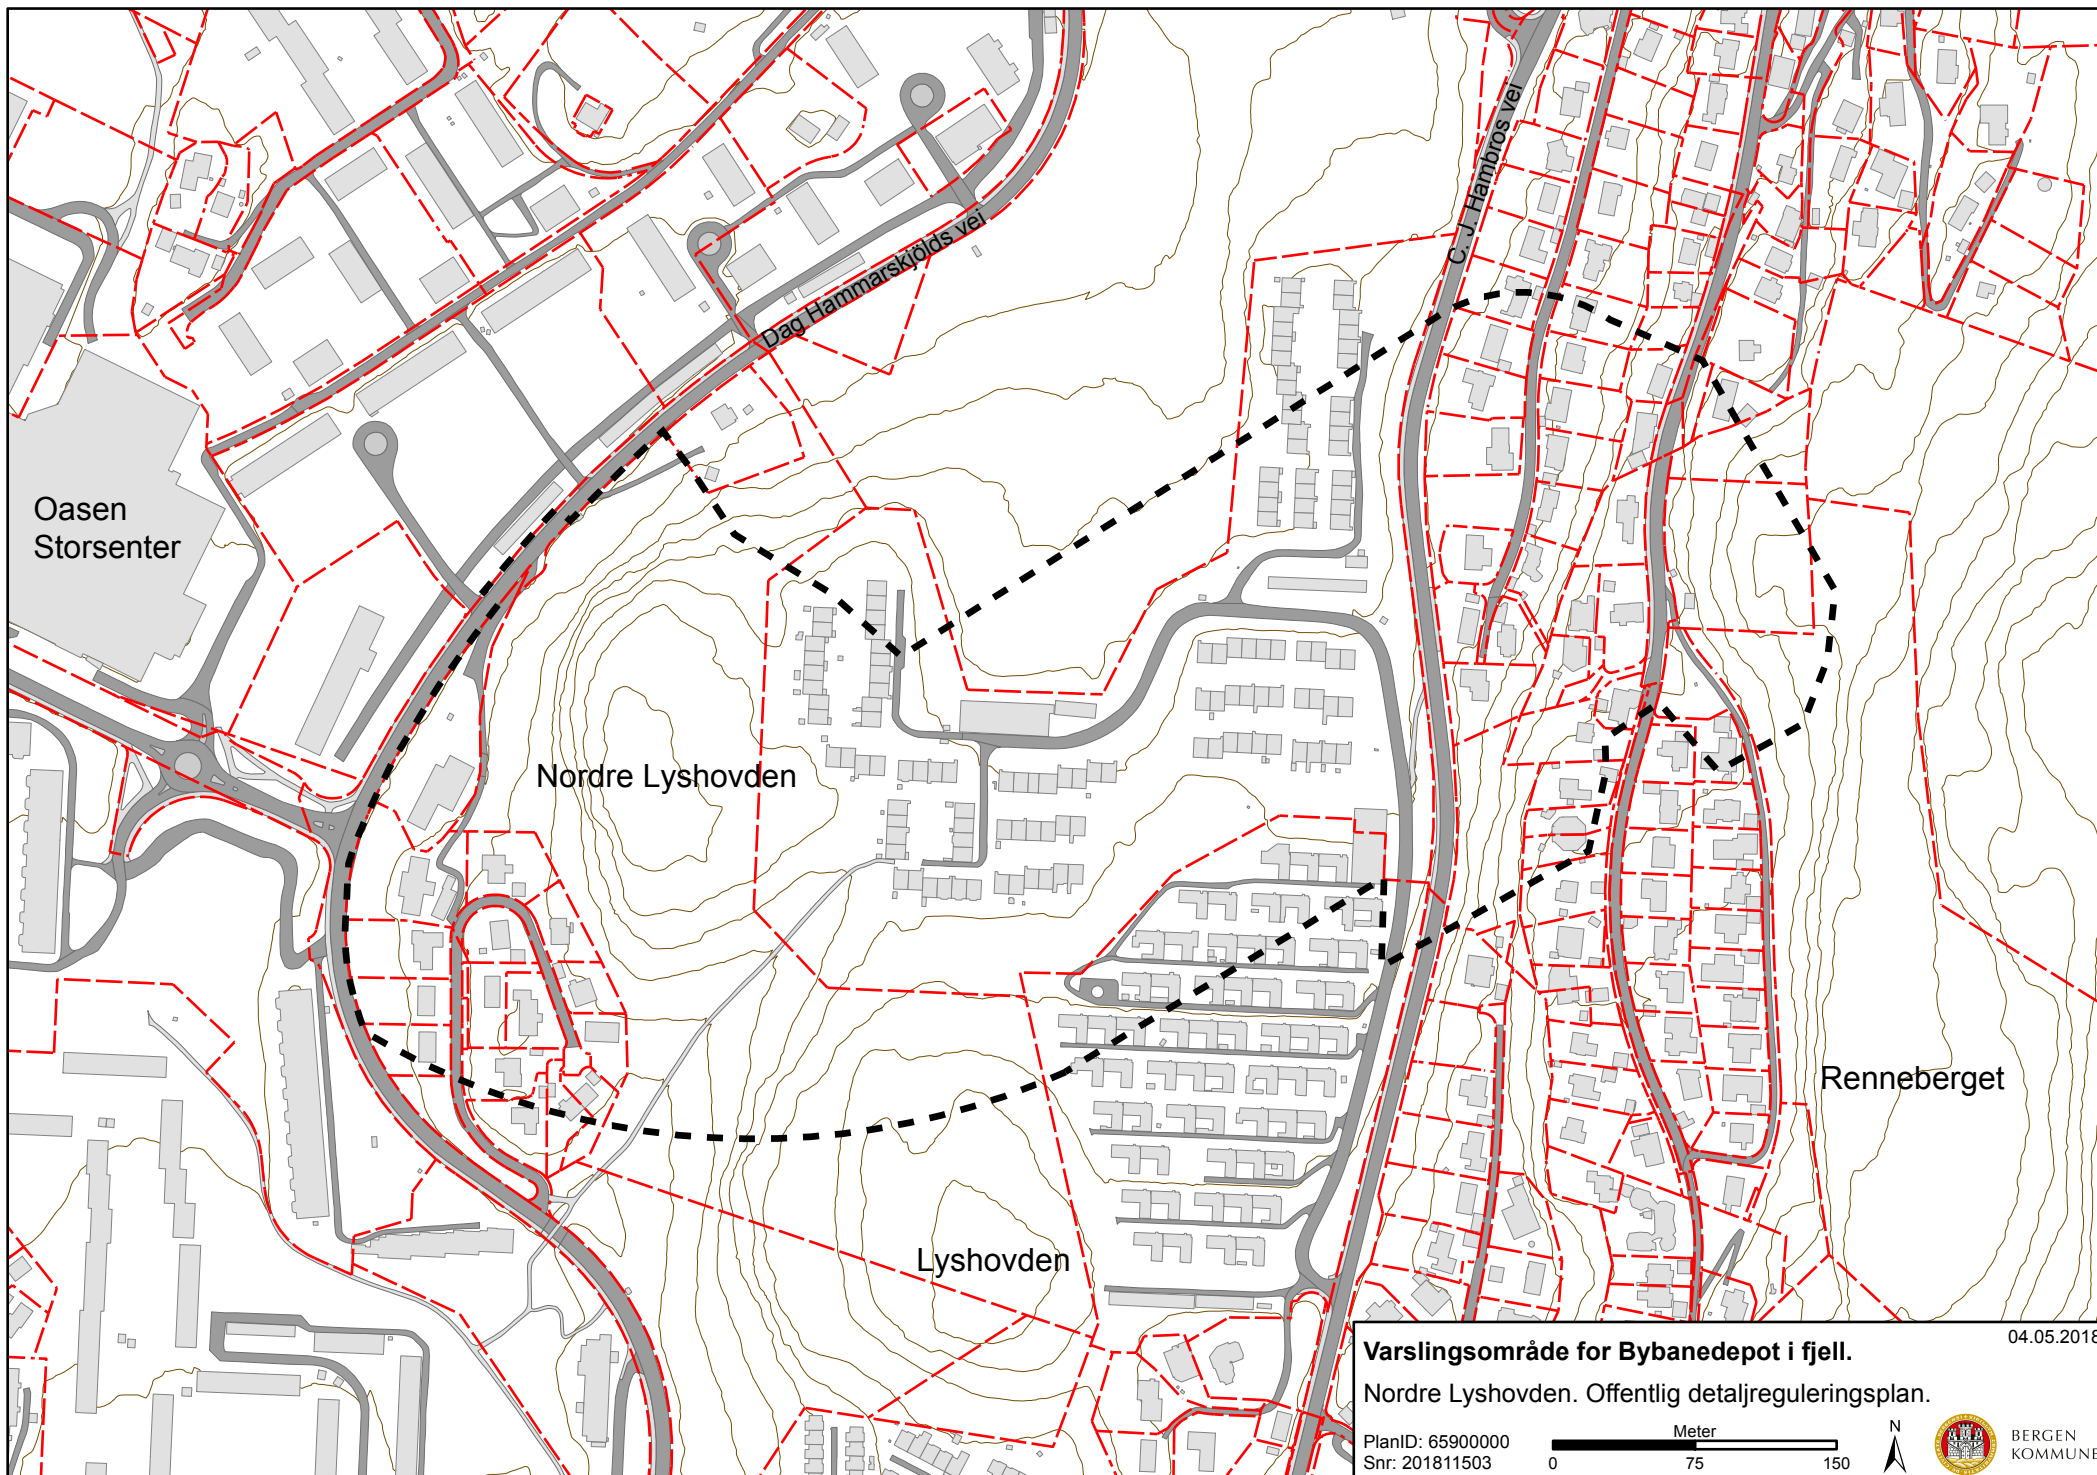 C. J. Hambros vei
Dag Hammarskjölds vei
Oasen
Storsenter
Nordre Lyshovden
Renneberget
Lyshovden
04.05.2018
Varslingsområde for Bybanedepot i fjell.
Nordre Lyshovden. Offentlig detaljreguleringsplan.
PlanID: 65900000
Snr: 201811503
Meter
0 75 150
N
BERGEN
KOMMUNE